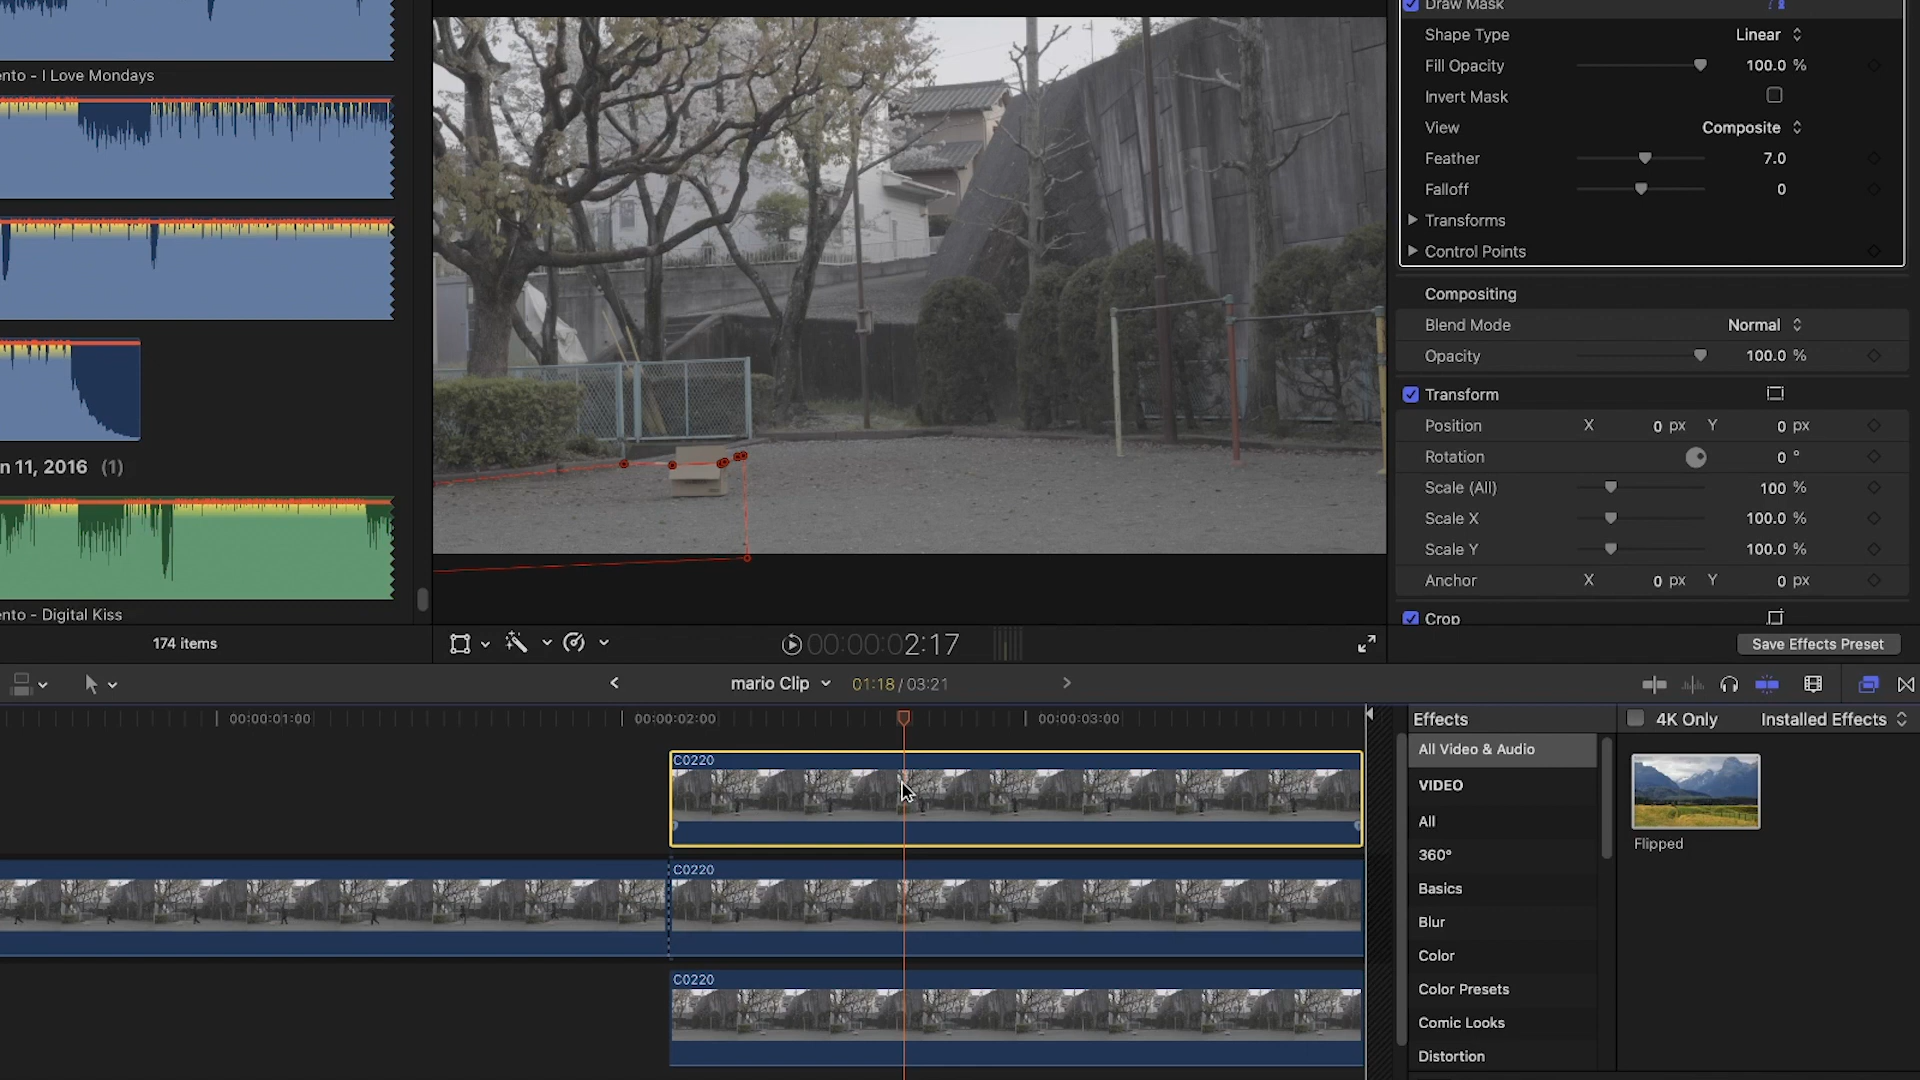 Draw Mask
Shape Type Linear
Fill Opacity 100.0 %
Invert Mask
View Composite
Feather 7.0
Falloff 0
Transforms
Control Points
Compositing
Blend Mode Normal
Opacity 100.0 %
Transform
Position X 0 px Y 0 px
Rotation 0 °
Scale (All) 100 %
Scale X 100.0 %
Scale Y 100.0 %
Anchor X 0 px Y 0 px
Crop
Save Effects Preset
nto - I Love Mondays
n 11, 2016 (1)
nto - Digital Kiss
174 items
00:00:02:17
mario Clip 01:18 / 03:21
00:00:01:00 00:00:02:00 00:00:03:00
C0220
C0220
C0220
Effects
4K Only Installed Effects
All Video & Audio
VIDEO
All
360°
Basics
Blur
Color
Color Presets
Comic Looks
Distortion
Flipped